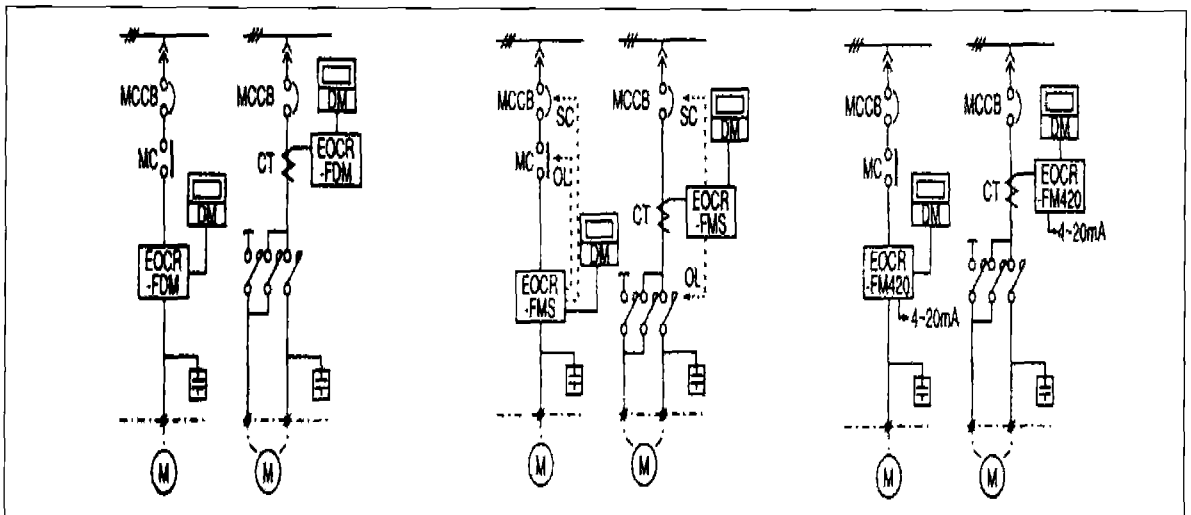 MCCB
MC
DM
EOCR
-FDM
M
MCCB
DM
CT
EOCR
-FDM
M
MCCB
SC
MC
OL
DM
EOCR
-FMS
M
MCCB
SC
DM
CT
EOCR
-FMS
OL
M
MCCB
MC
DM
EOCR
-FM420
4~20mA
M
MCCB
DM
CT
EOCR
-FM420
4~20mA
M